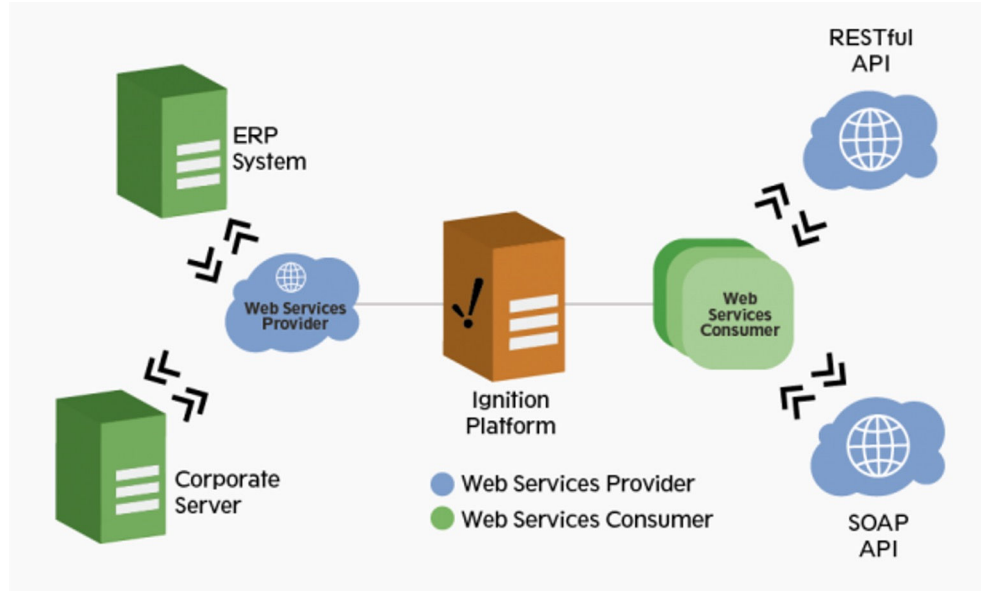 RESTful
API
ERP
System
Web Services
Provider
Web
Services
Consumer
Ignition
Platform
Corporate
Server
Web Services Provider
Web Services Consumer
SOAP
API